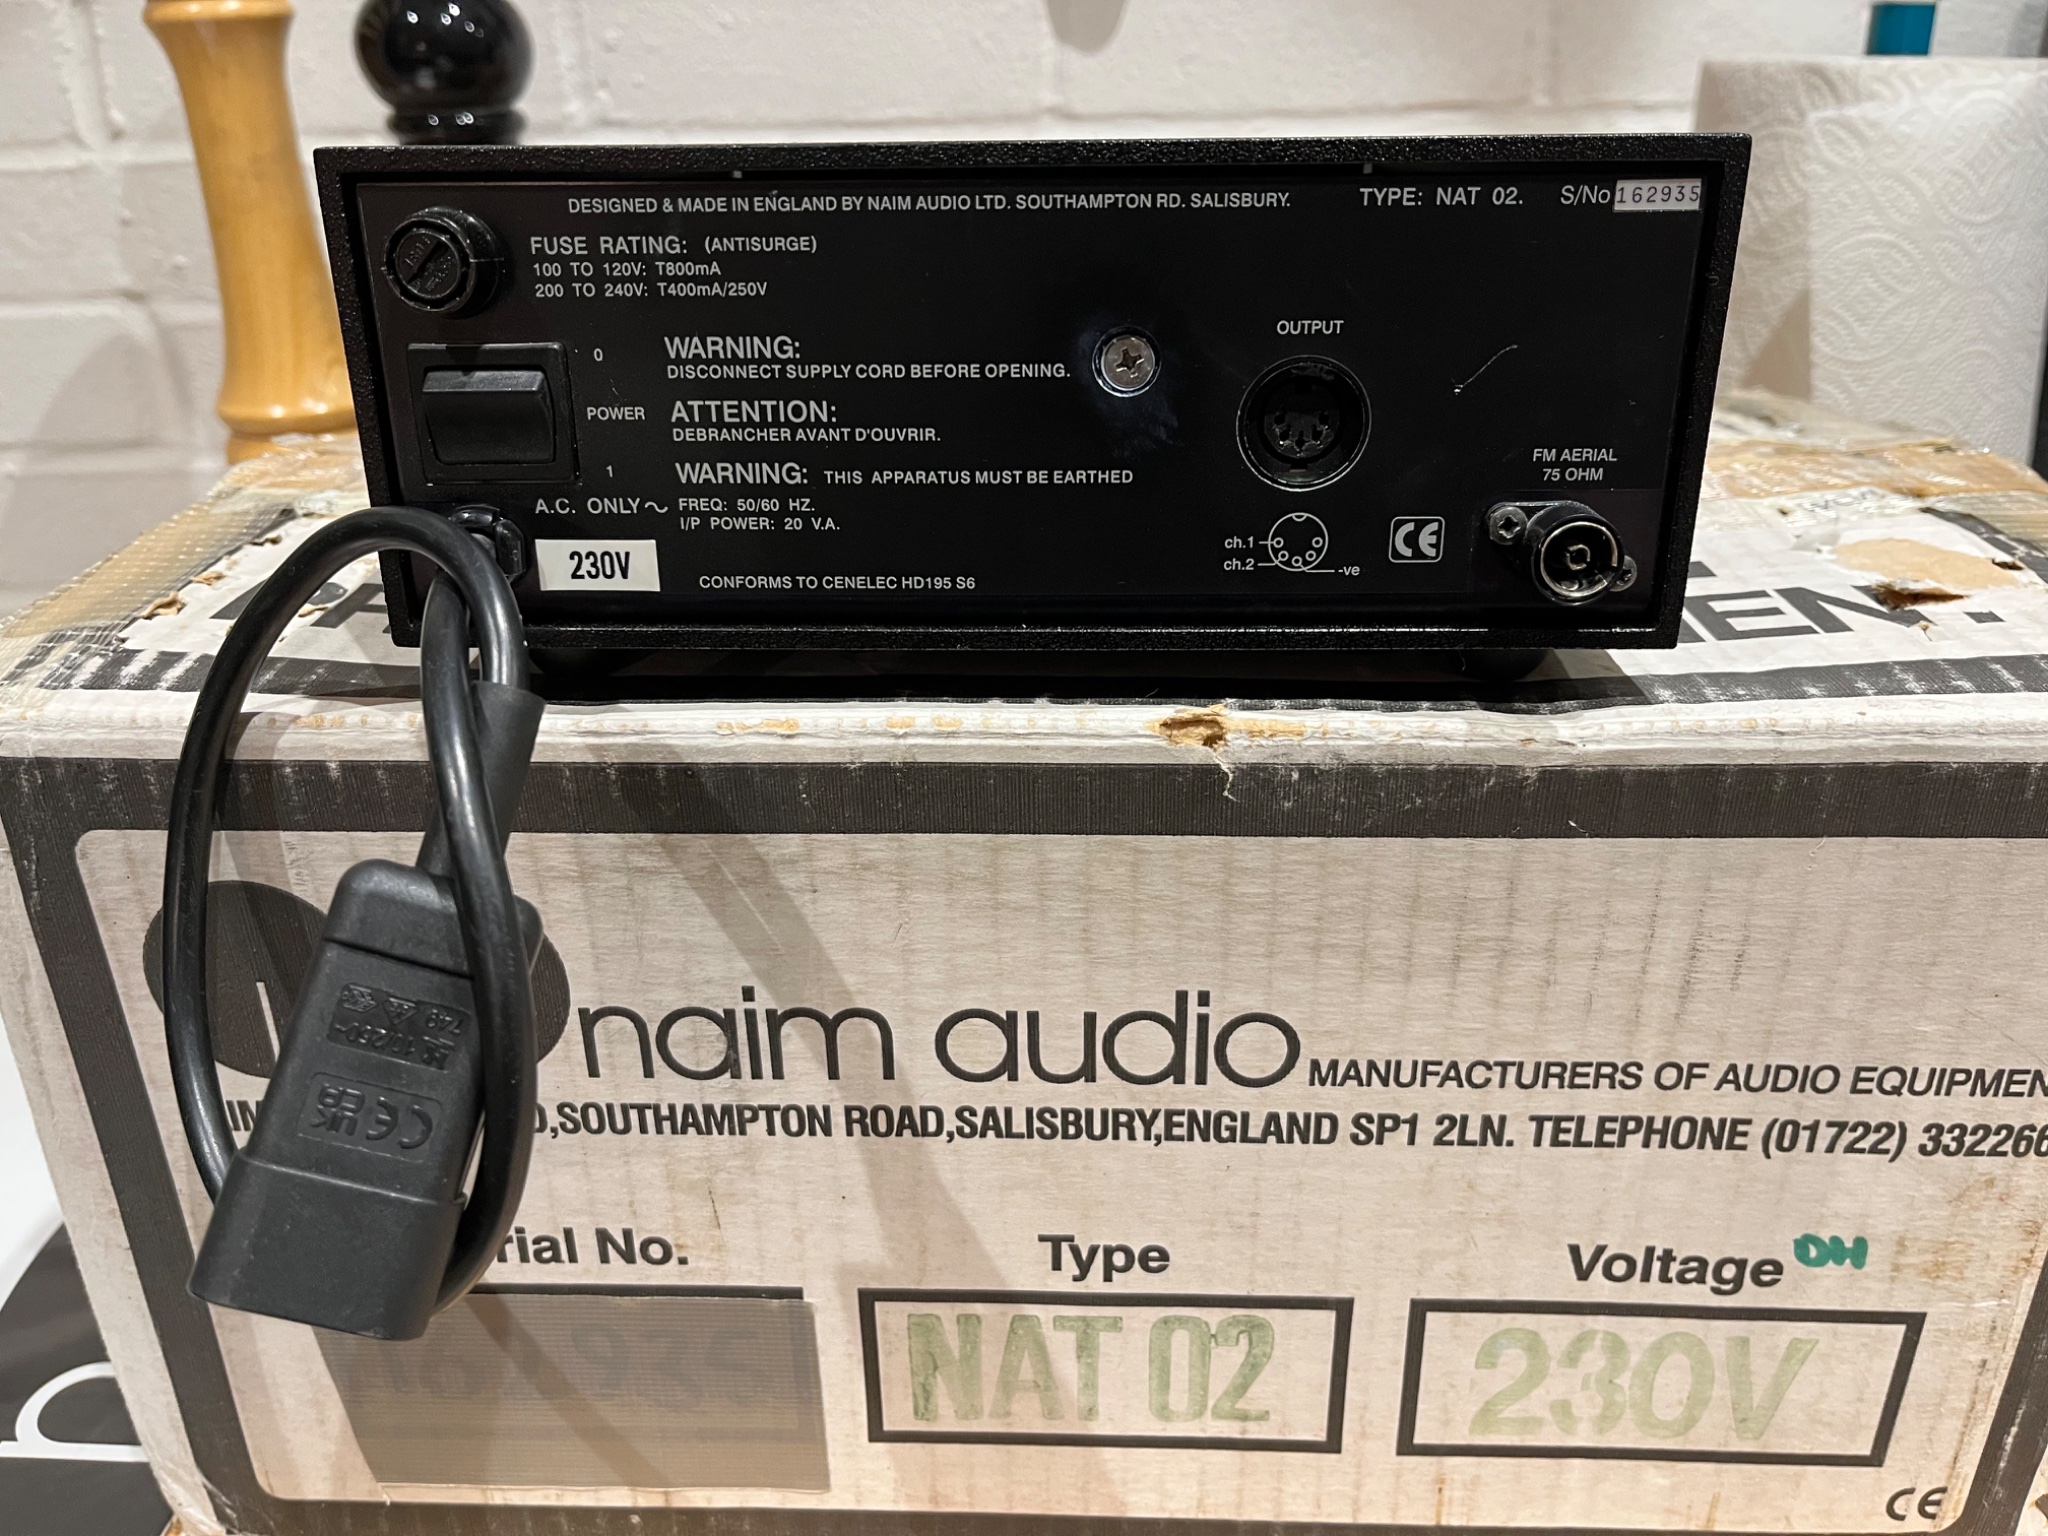 DESIGNED & MADE IN ENGLAND BY NAIM AUDIO LTD. SOUTHAMPTON RD. SALISBURY. TYPE: NAT 02. S/No 162935
FUSE RATING: (ANTISURGE)
100 TO 120V: T800mA
200 TO 240V: T400mA/250V
0
POWER
1
WARNING:
DISCONNECT SUPPLY CORD BEFORE OPENING.
ATTENTION:
DEBRANCHER AVANT D'OUVRIR.
WARNING: THIS APPARATUS MUST BE EARTHED
A.C. ONLY ~ FREQ: 50/60 HZ.
I/P POWER: 20 V.A.
230V
CONFORMS TO CENELEC HD195 S6
OUTPUT
ch.1
ch.2
-ve
CE
FM AERIAL
75 OHM
naim audio MANUFACTURERS OF AUDIO EQUIPMEN
SOUTHAMPTON ROAD,SALISBURY,ENGLAND SP1 2LN. TELEPHONE (01722) 332266
CE UK CA
rial No.
Type
Voltage DH
NAT 02
230V
CE